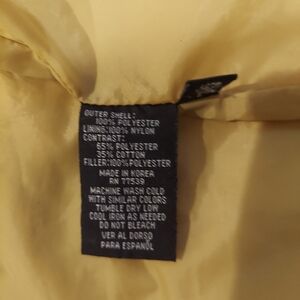 OUTER SHELL:
100% POLYESTER
LINING:100% NYLON
CONTRAST:
65% POLYESTER
35% COTTON
FILLER:100%POLYESTER
MADE IN KOREA
RN 77539
MACHINE WASH COLD
WITH SIMILAR COLORS
TUMBLE DRY LOW
COOL IRON AS NEEDED
DO NOT BLEACH
VER AL DORSO
PARA ESPAÑOL